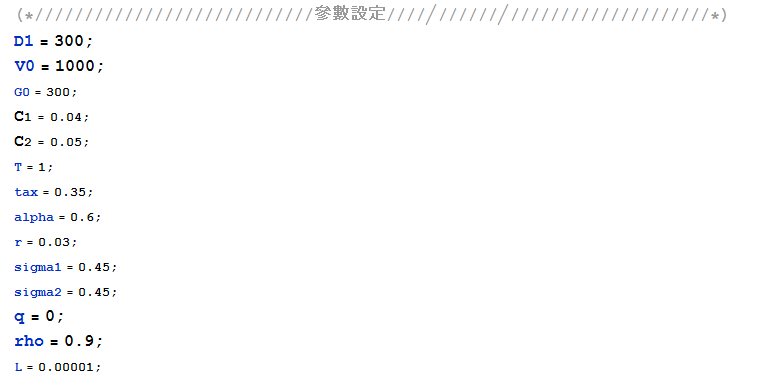 (*////////////////////////////參數設定/////////////////////////////////*)
D1 = 300;
V0 = 1000;
G0 = 300;
C1 = 0.04;
C2 = 0.05;
T = 1;
tax = 0.35;
alpha = 0.6;
r = 0.03;
sigma1 = 0.45;
sigma2 = 0.45;
q = 0;
rho = 0.9;
L = 0.00001;